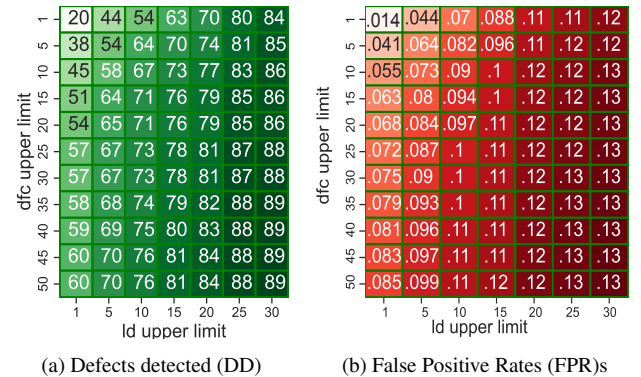 dfc upper limit
1 20 44 54 63 70 80 84
5 38 54 64 70 74 81 85
10 45 58 67 73 77 83 86
15 51 64 71 76 79 85 86
20 54 65 71 76 79 85 86
25 57 67 73 78 81 87 88
30 57 67 73 78 81 87 88
35 58 68 74 79 82 88 89
40 59 69 75 80 83 88 89
45 60 70 76 81 84 88 89
50 60 70 76 81 84 88 89
1 5 10 15 20 25 30
ld upper limit
(a) Defects detected (DD)
dfc upper limit
1 .014 .044 .07 .088 .11 .11 .12
5 .041 .064 .082 .096 .11 .12 .12
10 .055 .073 .09 .1 .12 .12 .13
15 .063 .08 .094 .1 .12 .12 .13
20 .068 .084 .097 .11 .12 .12 .13
25 .072 .087 .1 .11 .12 .12 .13
30 .075 .09 .1 .11 .12 .13 .13
35 .079 .093 .1 .11 .12 .13 .13
40 .081 .096 .11 .11 .12 .13 .13
45 .083 .097 .11 .11 .12 .13 .13
50 .085 .099 .11 .12 .12 .13 .13
1 5 10 15 20 25 30
ld upper limit
(b) False Positive Rates (FPR)s